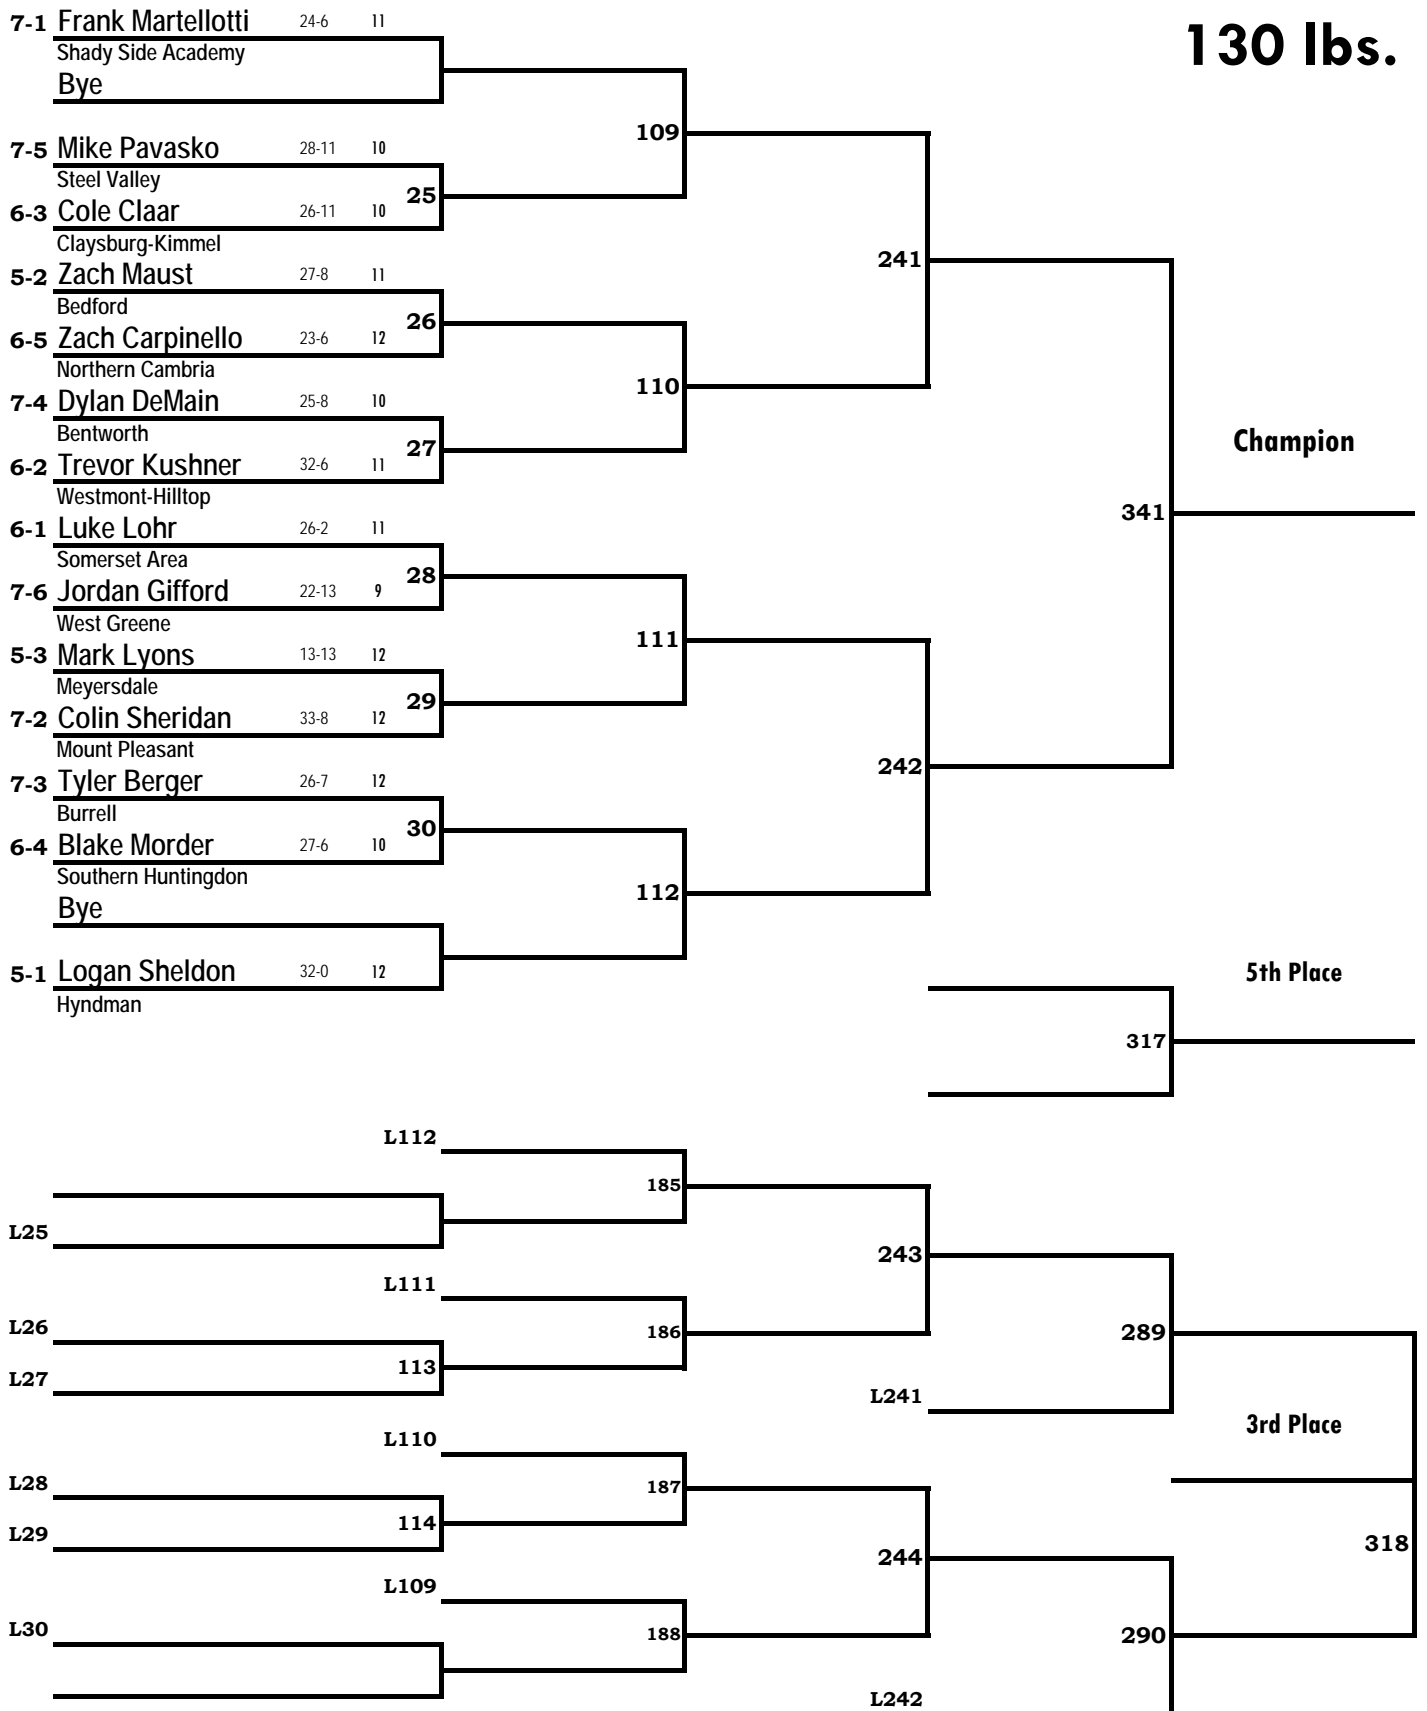 130 lbs.
7-1 Frank Martellotti 24-6 11
Shady Side Academy
Bye
109
7-5 Mike Pavasko 28-11 10
Steel Valley
25
6-3 Cole Claar 26-11 10
Claysburg-Kimmel
241
5-2 Zach Maust 27-8 11
Bedford
26
6-5 Zach Carpinello 23-6 12
Northern Cambria
110
7-4 Dylan DeMain 25-8 10
Bentworth
27
Champion
6-2 Trevor Kushner 32-6 11
Westmont-Hilltop
341
6-1 Luke Lohr 26-2 11
Somerset Area
28
7-6 Jordan Gifford 22-13 9
West Greene
111
5-3 Mark Lyons 13-13 12
Meyersdale
29
7-2 Colin Sheridan 33-8 12
Mount Pleasant
242
7-3 Tyler Berger 26-7 12
Burrell
30
6-4 Blake Morder 27-6 10
Southern Huntingdon
112
Bye
5-1 Logan Sheldon 32-0 12
5th Place
Hyndman
317
L112
185
L25
243
L111
L26
186
289
113
L27
L241
3rd Place
L110
L28
187
114
L29
318
244
L109
L30
188
290
L242